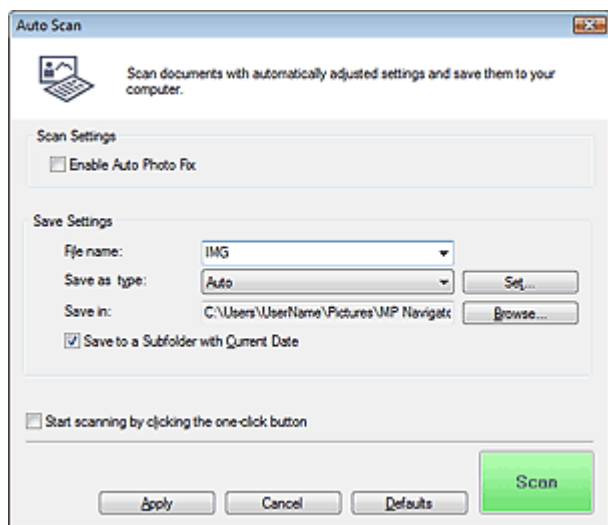 Auto Scan
Scan documents with automatically adjusted settings and save them to your
computer.
Scan Settings
Enable Auto Photo Fix
Save Settings
File name:
IMG
Save as type:
Auto
Set...
Save in:
C:\Users\UserName\Pictures\MP Navigato
Browse...
Save to a Subfolder with Current Date
Start scanning by clicking the one-click button
Scan
Apply
Cancel
Defaults